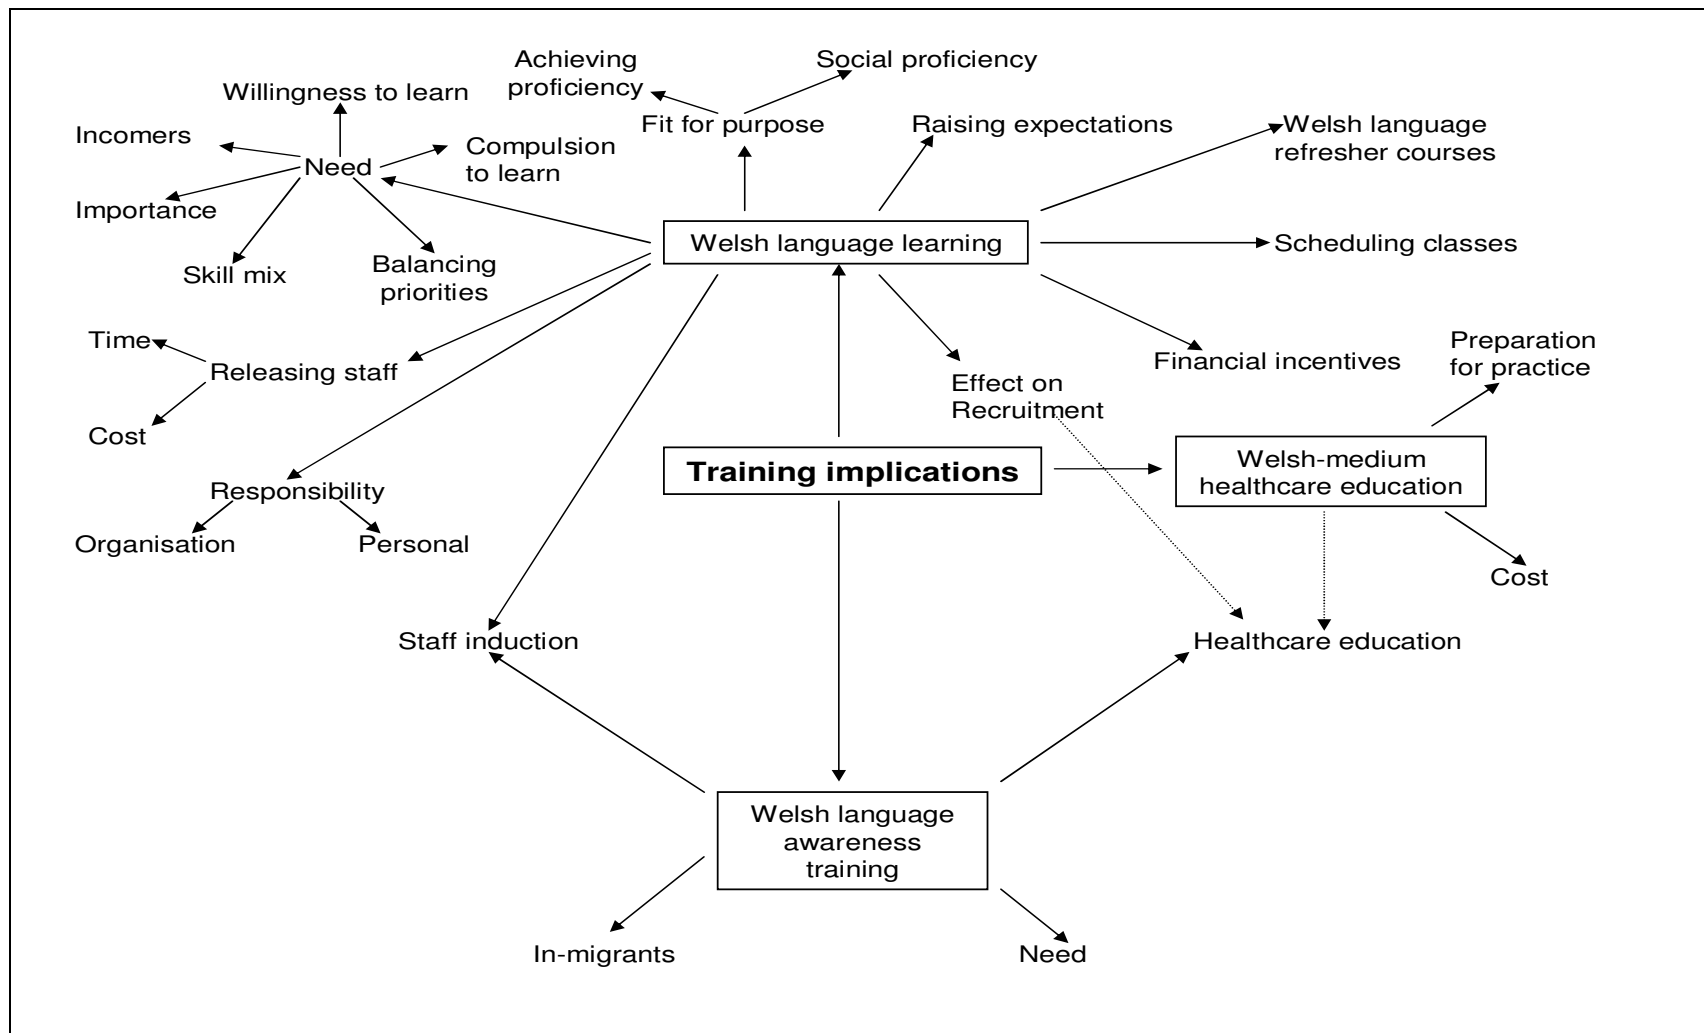 Achieving
proficiency
Social proficiency
Willingness to learn
Fit for purpose
Raising expectations
Welsh language
refresher courses
Incomers
Compulsion
to learn
Need
Importance
Welsh language learning
Scheduling classes
Skill mix
Balancing
priorities
Time
Releasing staff
Financial incentives
Preparation
for practice
Effect on
Recruitment
Cost
Training implications
Welsh-medium
healthcare education
Responsibility
Organisation
Personal
Cost
Staff induction
Healthcare education
Welsh language
awareness
training
In-migrants
Need